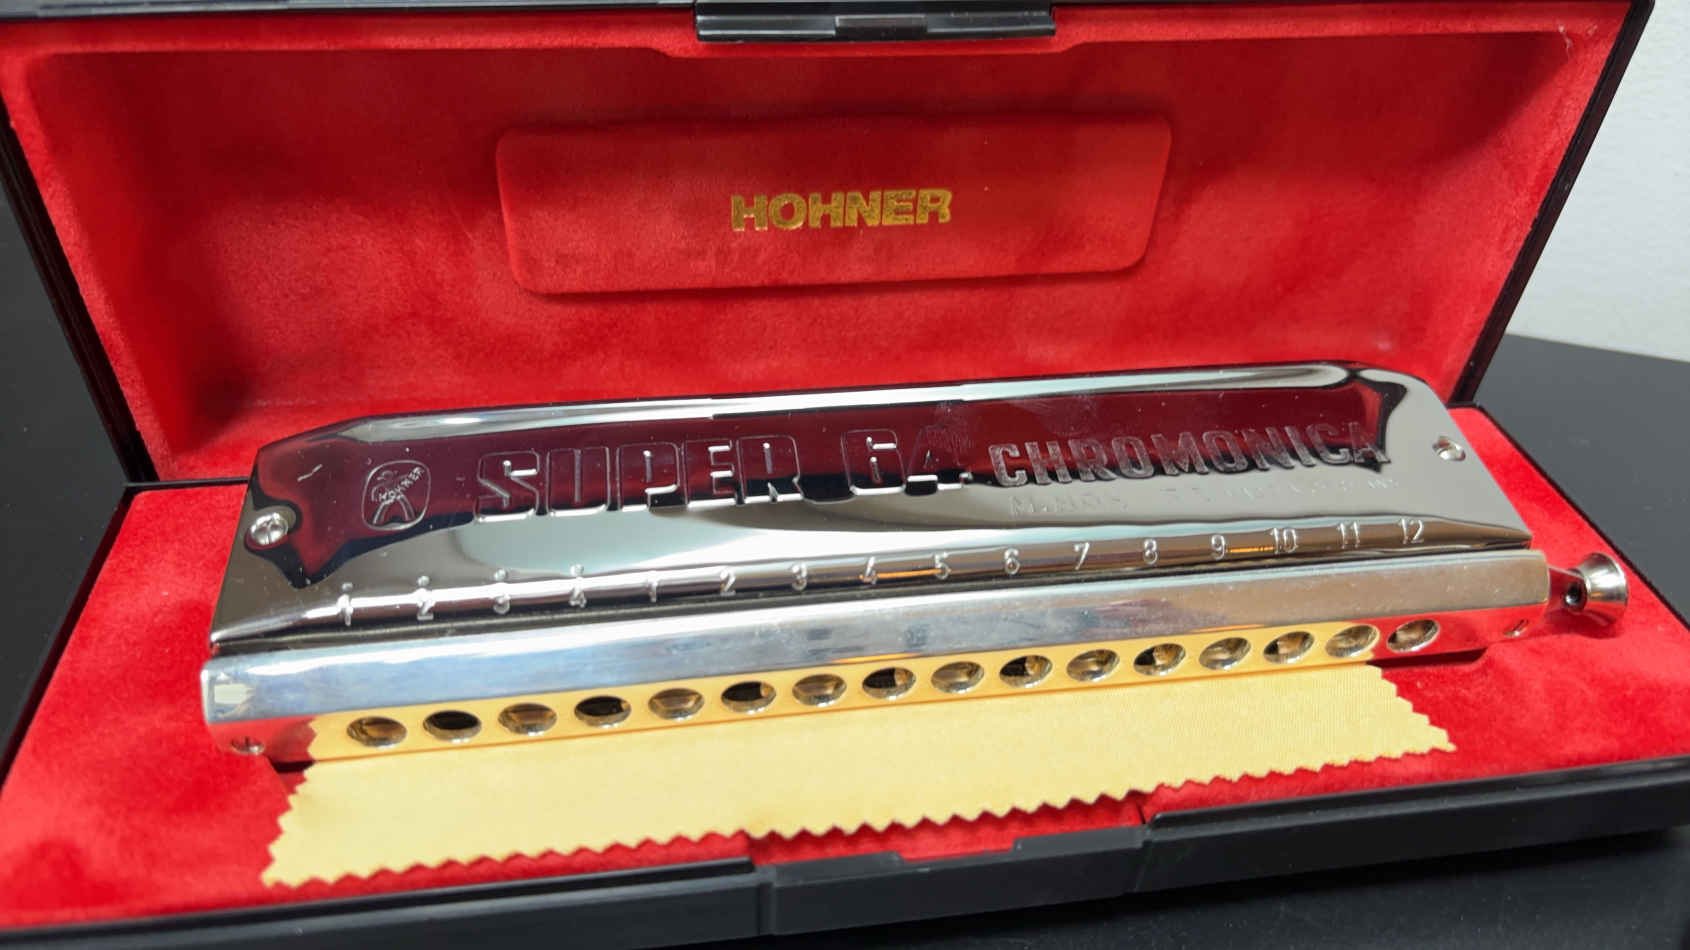 HOHNER
HOHNER SUPER 64 CHROMONICA
M. HOHNER
1 2 3 4 1 2 3 4 5 6 7 8 9 10 11 12